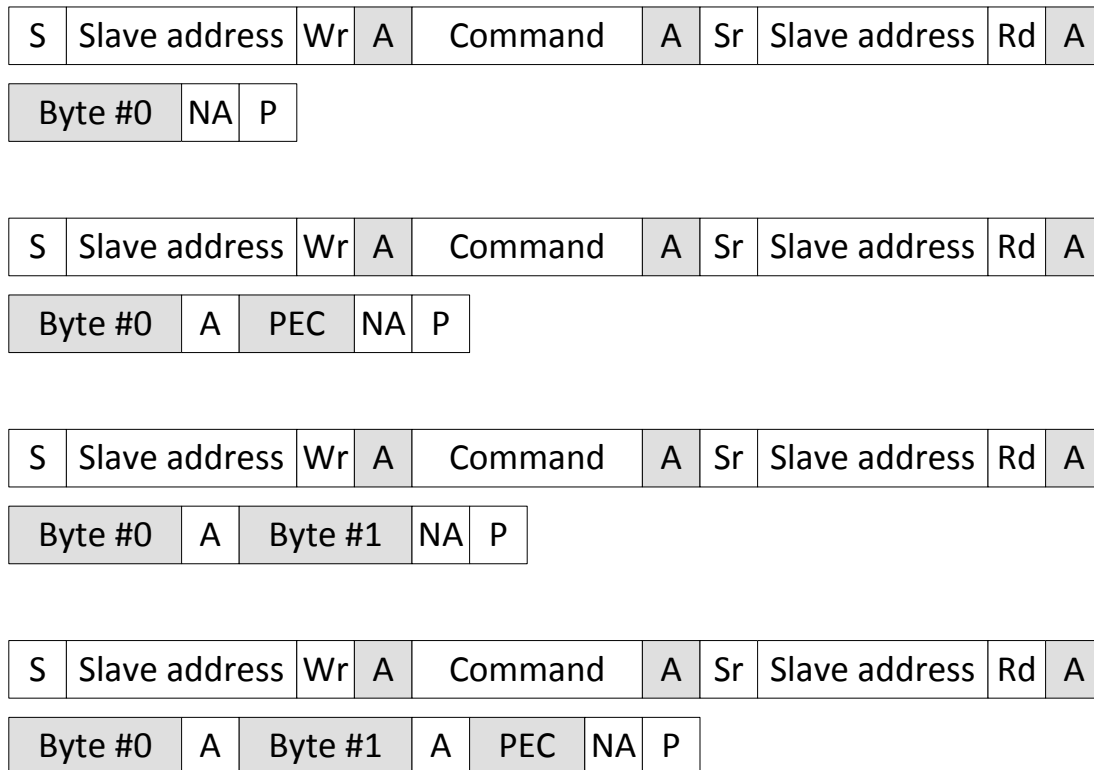 S Slave address Wr A Command A Sr Slave address Rd A
Byte #0 NA P
S Slave address Wr A Command A Sr Slave address Rd A
Byte #0 A PEC NA P
S Slave address Wr A Command A Sr Slave address Rd A
Byte #0 A Byte #1 NA P
S Slave address Wr A Command A Sr Slave address Rd A
Byte #0 A Byte #1 A PEC NA P